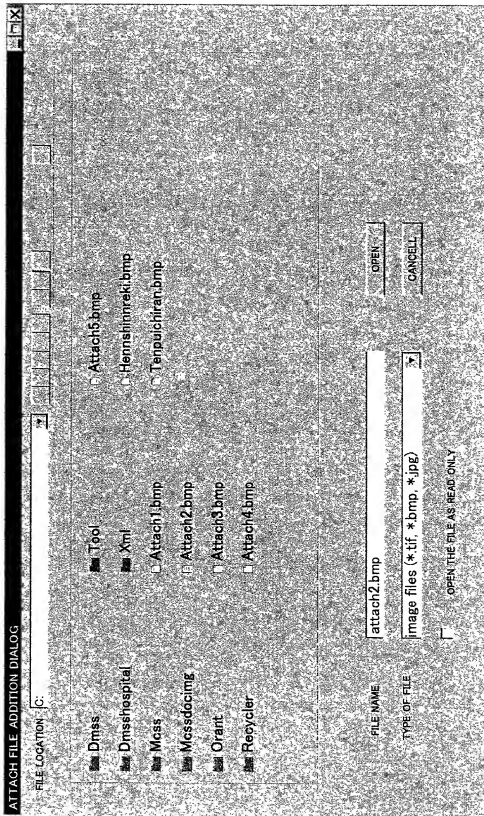 ATTACH FILE ADDITION DIALOG
FILE LOCATION C:
Dmss
Dmsshospital
Mcss
Mcssdocimg
Orant
Recycler
Tool
Xml
Attach1.bmp
Attach2.bmp
Attach3.bmp
Attach4.bmp
Attach5.bmp
Hennshinnreki.bmp
Tenpuichiran.bmp
FILE NAME attach2.bmp OPEN
TYPE OF FILE image files (*.tif, *.bmp, *.jpg) CANCELL
OPEN THE FILE AS READ ONLY